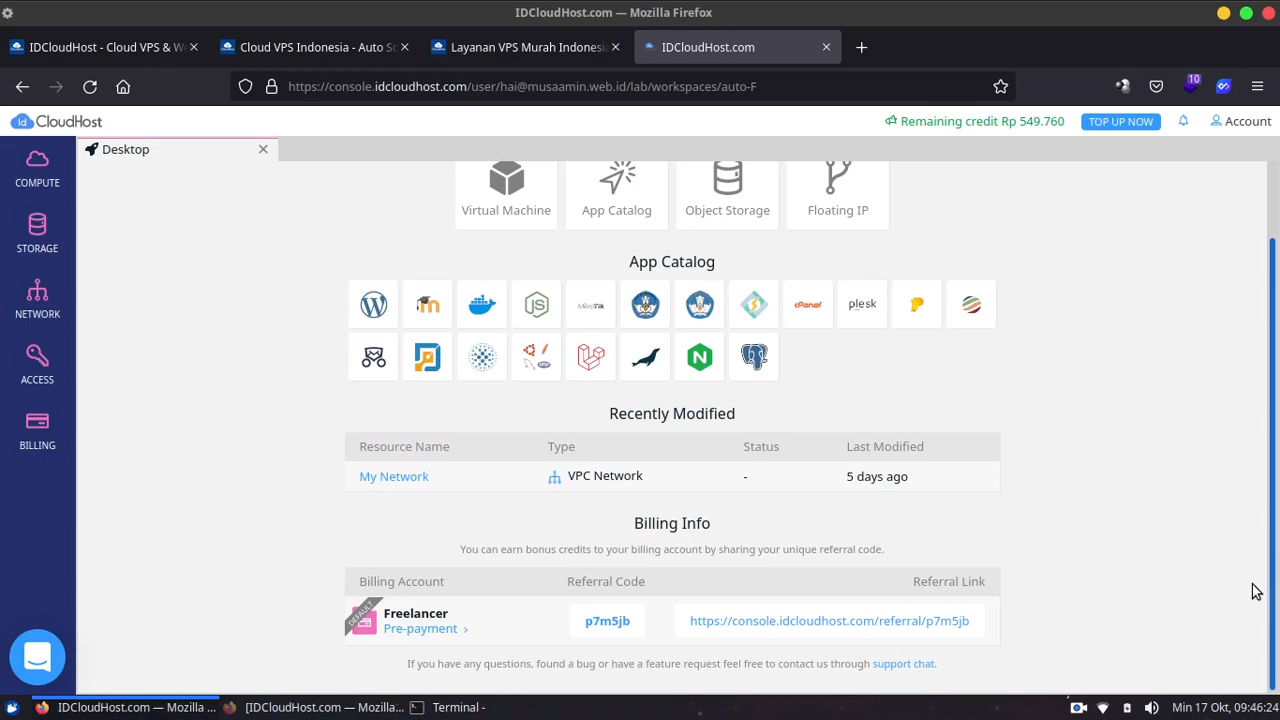 IDCloudHost.com — Mozilla Firefox
IDCloudHost - Cloud VPS & W
Cloud VPS Indonesia - Auto Sc
Layanan VPS Murah Indonesia
IDCloudHost.com
https://console.idcloudhost.com/user/hai@musaamin.web.id/lab/workspaces/auto-F
10
Id CloudHost
Remaining credit Rp 549.760
TOP UP NOW
Account
Desktop
COMPUTE
STORAGE
NETWORK
ACCESS
BILLING
Virtual Machine
App Catalog
Object Storage
Floating IP
App Catalog
MikroTik
cPanel
plesk
Recently Modified
Resource Name Type Status Last Modified
My Network VPC Network - 5 days ago
Billing Info
You can earn bonus credits to your billing account by sharing your unique referral code.
Billing Account Referral Code Referral Link
DEFAULT
Freelancer
Pre-payment ›
p7m5jb
https://console.idcloudhost.com/referral/p7m5jb
If you have any questions, found a bug or have a feature request feel free to contact us through support chat.
IDCloudHost.com — Mozilla ...
[IDCloudHost.com — Mozilla...
Terminal -
Min 17 Okt, 09:46:24